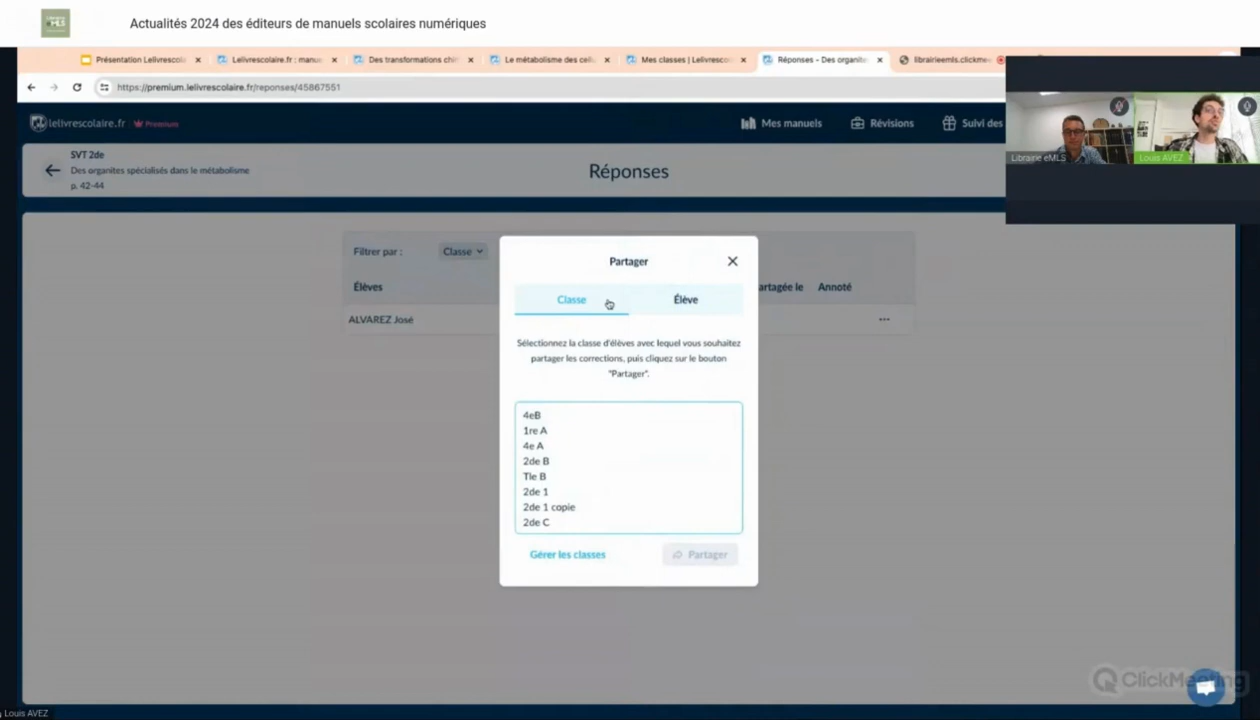 Actualités 2024 des éditeurs de manuels scolaires numériques
Présentation Lelivrescola
Lelivrescolaire.fr : manue
Des transformations chi
Le métabolisme des cellu
Mes classes | Lelivresco
Réponses - Des organite
librairieemls.clickmee
https://premium.lelivrescolaire.fr/reponses/45867551
lelivrescolaire.fr Premium
Mes manuels
Révisions
Suivi des
Librairie eMLS
Louis AVEZ
SVT 2de
Des organites spécialisés dans le métabolisme
p. 42-44
Réponses
Filtrer par :
Classe
Élèves
artagée le
Annoté
ALVAREZ José
Partager
Classe
Élève
Sélectionnez la classe d'élèves avec lequel vous souhaitez
partager les corrections, puis cliquez sur le bouton
"Partager".
4eB
1re A
4e A
2de B
Tle B
2de 1
2de 1 copie
2de C
Gérer les classes
Partager
ClickMeeting
Louis AVEZ